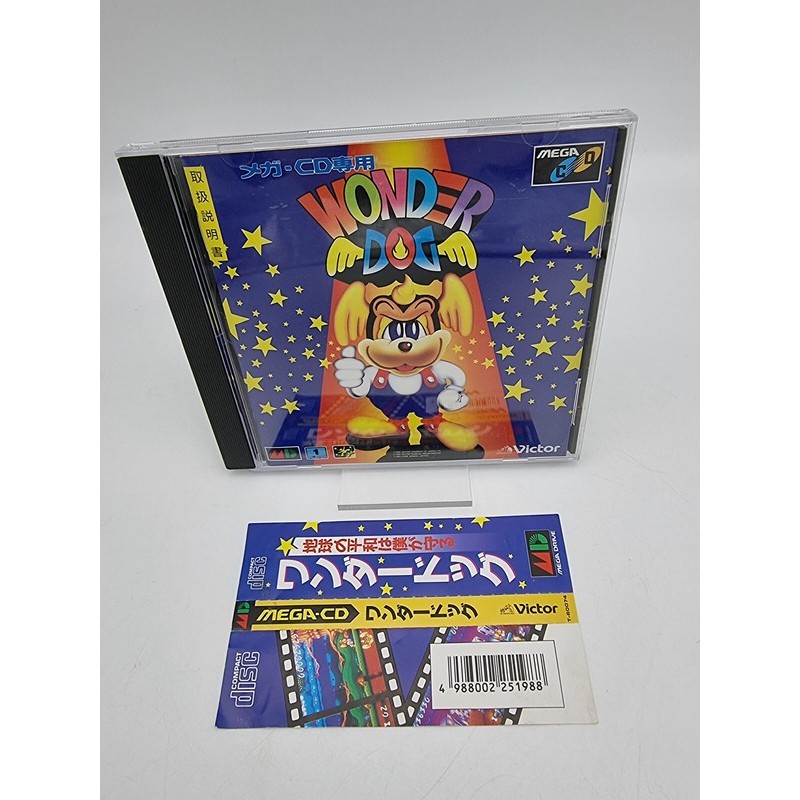 メガ-CD専用
取扱説明書
MEGA CD
WONDER
DOG
Victor
地球の平和は僕が守る
ワンダードッグ
COMPACT disc
MEGA DRIVE
MEGA-CD ワンダードッグ Victor
T-60074
COMPACT disc
4 988002 251988